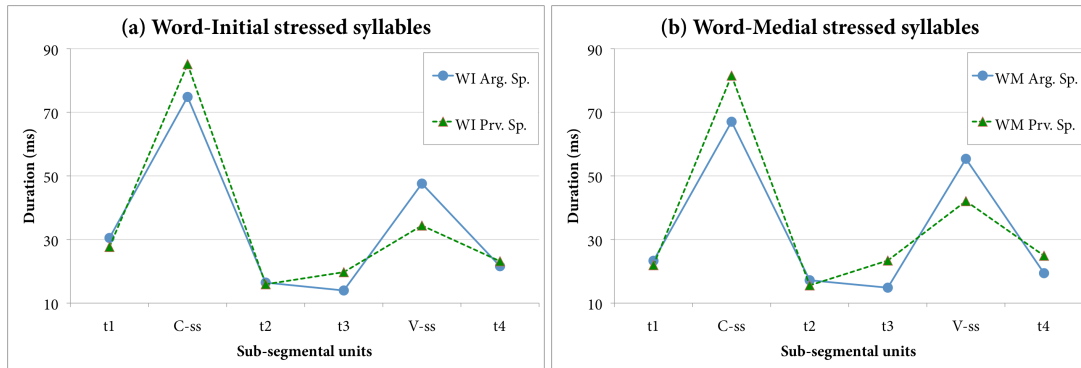 (a) Word-Initial stressed syllables
90
70
50
30
10
Duration (ms)
WI Arg. Sp.
WI Prv. Sp.
t1 C-ss t2 t3 V-ss t4
Sub-segmental units
(b) Word-Medial stressed syllables
90
70
50
30
10
Duration (ms)
WM Arg. Sp.
WM Prv. Sp.
t1 C-ss t2 t3 V-ss t4
Sub-segmental units